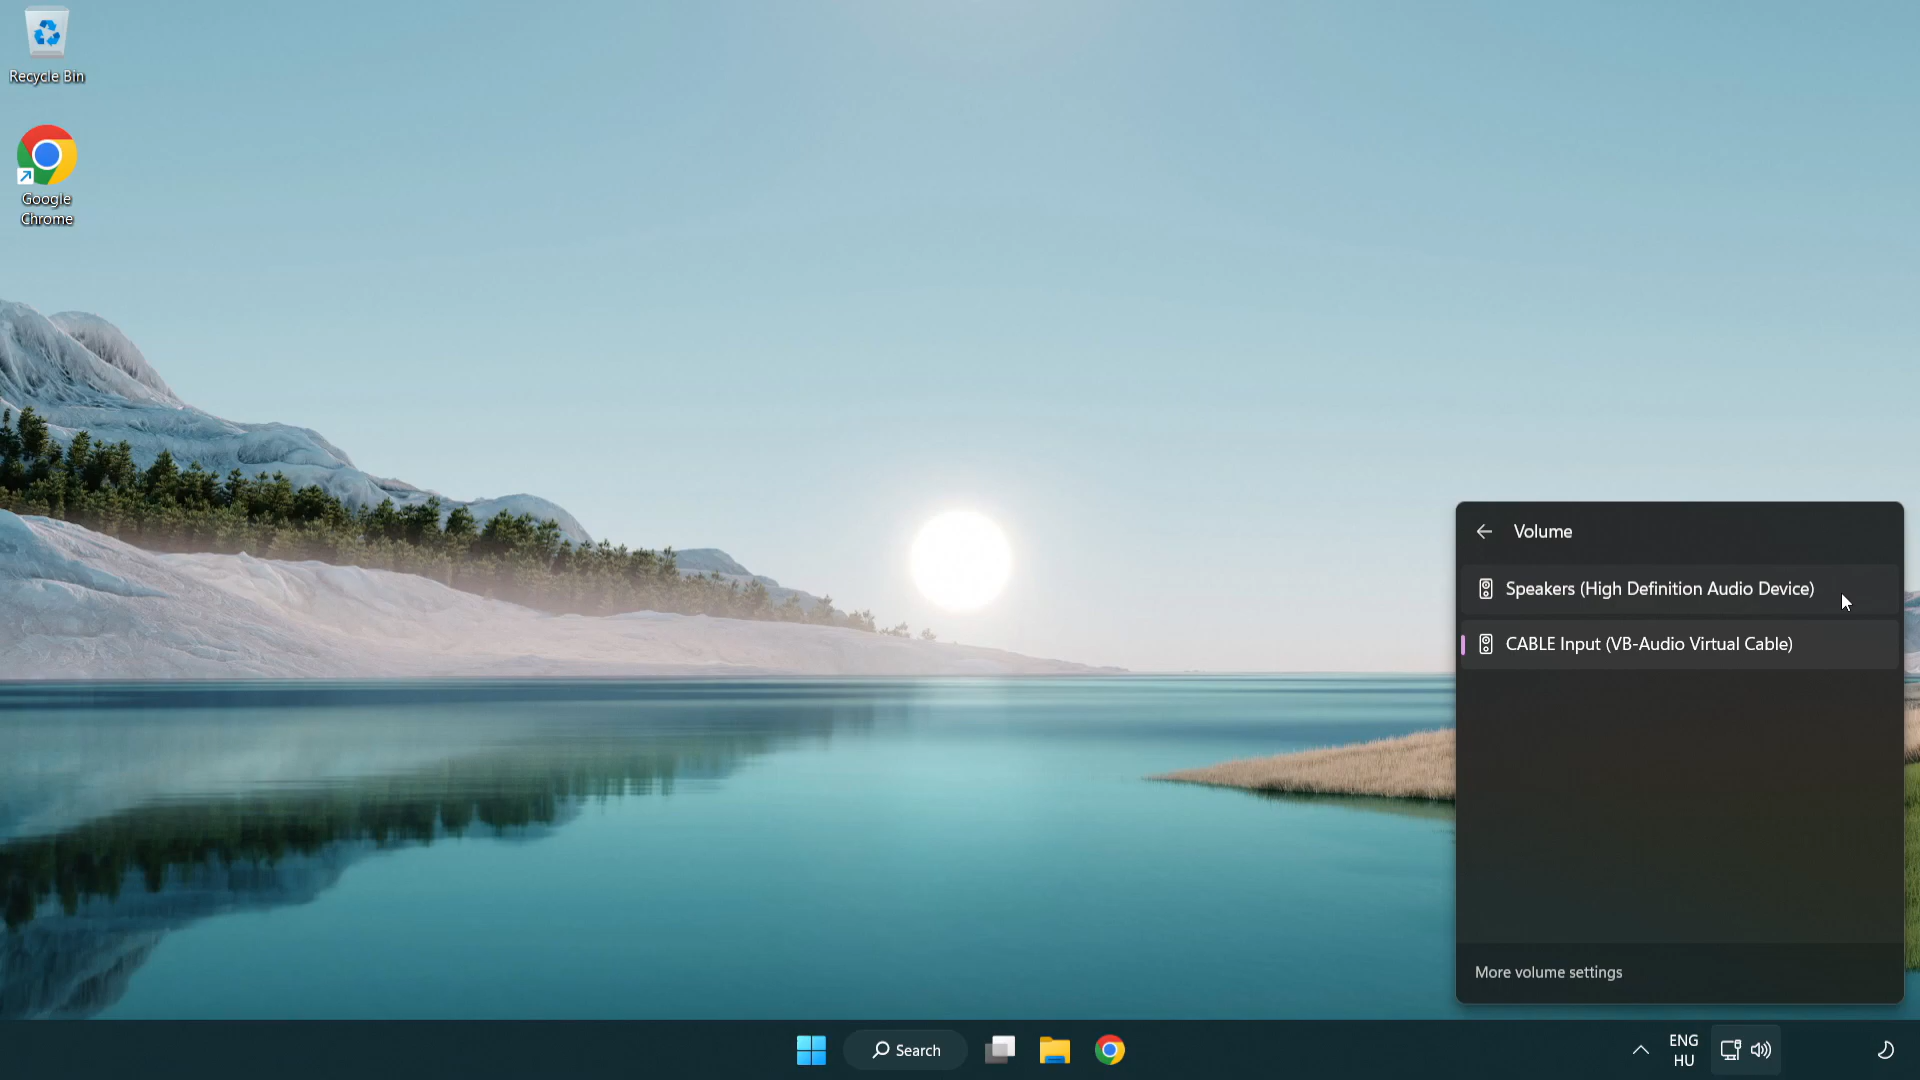 Recycle Bin
Google
Chrome
Volume
Speakers (High Definition Audio Device)
CABLE Input (VB-Audio Virtual Cable)
More volume settings
Search
ENG
HU